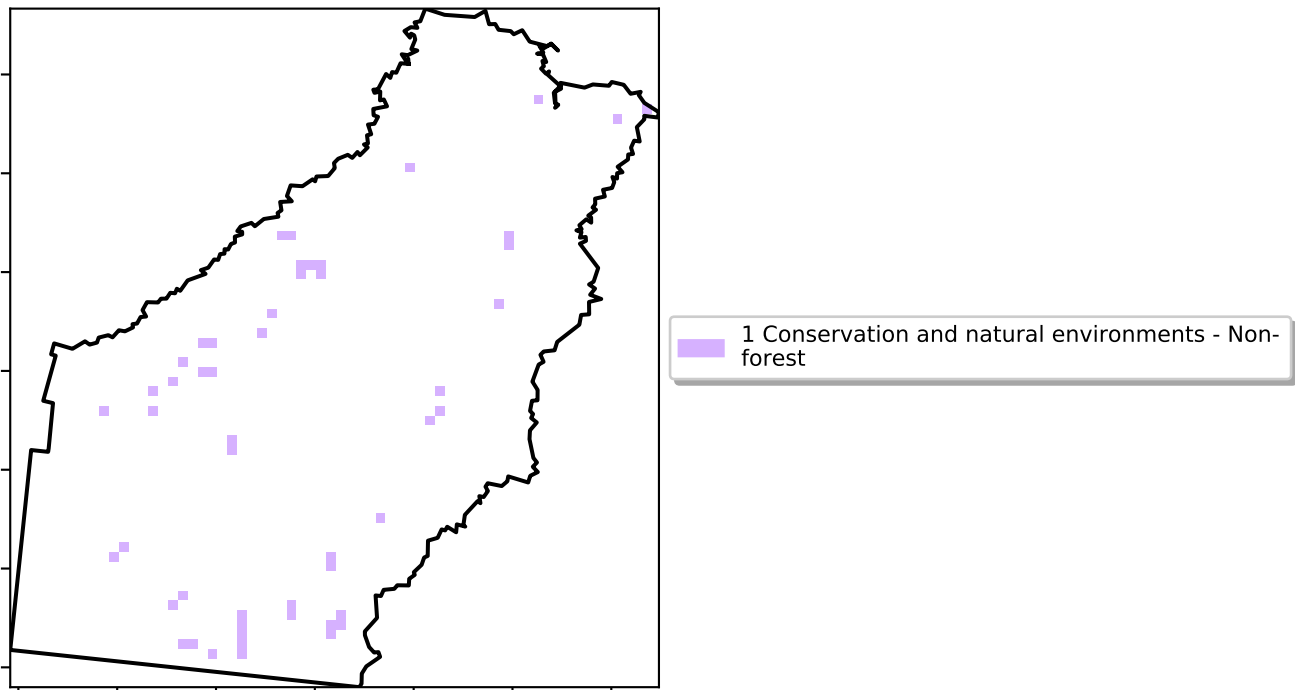 1 Conservation and natural environments - Non-
forest